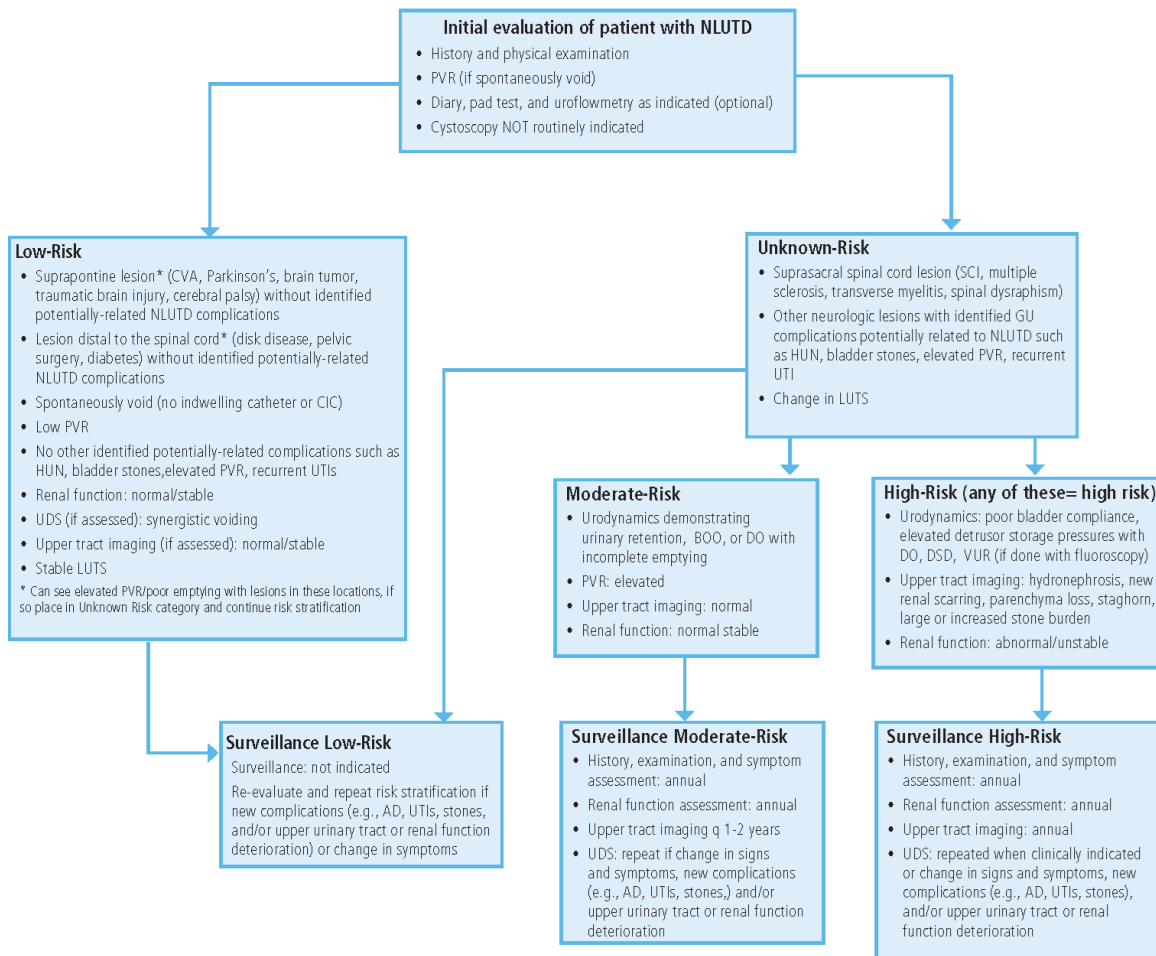 Initial evaluation of patient with NLUTD
• History and physical examination
• PVR (if spontaneously void)
• Diary, pad test, and uroflowmetry as indicated (optional)
• Cystoscopy NOT routinely indicated
Low-Risk
• Suprapontine lesion* (CVA, Parkinson's, brain tumor,
traumatic brain injury, cerebral palsy) without identified
potentially-related NLUTD complications
• Lesion distal to the spinal cord* (disk disease, pelvic
surgery, diabetes) without identified potentially-related
NLUTD complications
• Spontaneously void (no indwelling catheter or CIC)
• Low PVR
• No other identified potentially-related complications such as
HUN, bladder stones,elevated PVR, recurrent UTIs
• Renal function: normal/stable
• UDS (if assessed): synergistic voiding
• Upper tract imaging (if assessed): normal/stable
• Stable LUTS
* Can see elevated PVR/poor emptying with lesions in these locations, if
so place in Unknown Risk category and continue risk stratification
Unknown-Risk
• Suprasacral spinal cord lesion (SCI, multiple
sclerosis, transverse myelitis, spinal dysraphism)
• Other neurologic lesions with identified GU
complications potentially related to NLUTD such
as HUN, bladder stones, elevated PVR, recurrent
UTI
• Change in LUTS
Moderate-Risk
• Urodynamics demonstrating
urinary retention, BOO, or DO with
incomplete emptying
• PVR: elevated
• Upper tract imaging: normal
• Renal function: normal stable
High-Risk (any of these= high risk)
• Urodynamics: poor bladder compliance,
elevated detrusor storage pressures with
DO, DSD, VUR (if done with fluoroscopy)
• Upper tract imaging: hydronephrosis, new
renal scarring, parenchyma loss, staghorn,
large or increased stone burden
• Renal function: abnormal/unstable
Surveillance Low-Risk
Surveillance: not indicated
Re-evaluate and repeat risk stratification if
new complications (e.g., AD, UTIs, stones,
and/or upper urinary tract or renal function
deterioration) or change in symptoms
Surveillance Moderate-Risk
• History, examination, and symptom
assessment: annual
• Renal function assessment: annual
• Upper tract imaging q 1-2 years
• UDS: repeat if change in signs
and symptoms, new complications
(e.g., AD, UTIs, stones,) and/or
upper urinary tract or renal function
deterioration
Surveillance High-Risk
• History, examination, and symptom
assessment: annual
• Renal function assessment: annual
• Upper tract imaging: annual
• UDS: repeated when clinically indicated
or change in signs and symptoms, new
complications (e.g., AD, UTIs, stones),
and/or upper urinary tract or renal
function deterioration